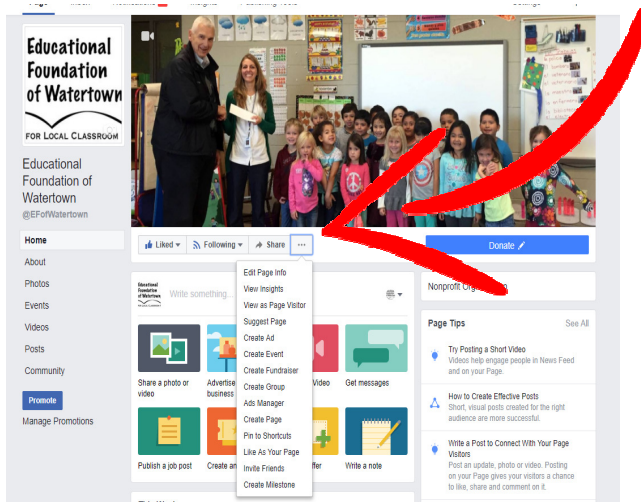 Page
Educational
Foundation
of Watertown
FOR LOCAL CLASSROOM
Educational
Foundation of
Watertown
@EFofWatertown
Home
About
Photos
Events
Videos
Posts
Community
Promote
Manage Promotions
Liked
Following
Share
...
Donate
Edit Page Info
View Insights
View as Page Visitor
Suggest Page
Create Ad
Create Event
Create Fundraiser
Create Group
Ads Manager
Create Page
Pin to Shortcuts
Like As Your Page
Invite Friends
Create Milestone
Educational
Foundation
of Watertown
Write something...
Share a photo or
video
Advertise
business
Video
Get messages
Publish a job post
Create an
ffer
Write a note
Nonprofit Org
Page Tips
See All
Try Posting a Short Video
Videos help engage people in News Feed
and on your Page.
How to Create Effective Posts
Short, visual posts created for the right
audience are more successful.
Write a Post to Connect With Your Page
Visitors
Post an update, photo or video. Posting
on your Page gives your visitors a chance
to like, share and comment on it.